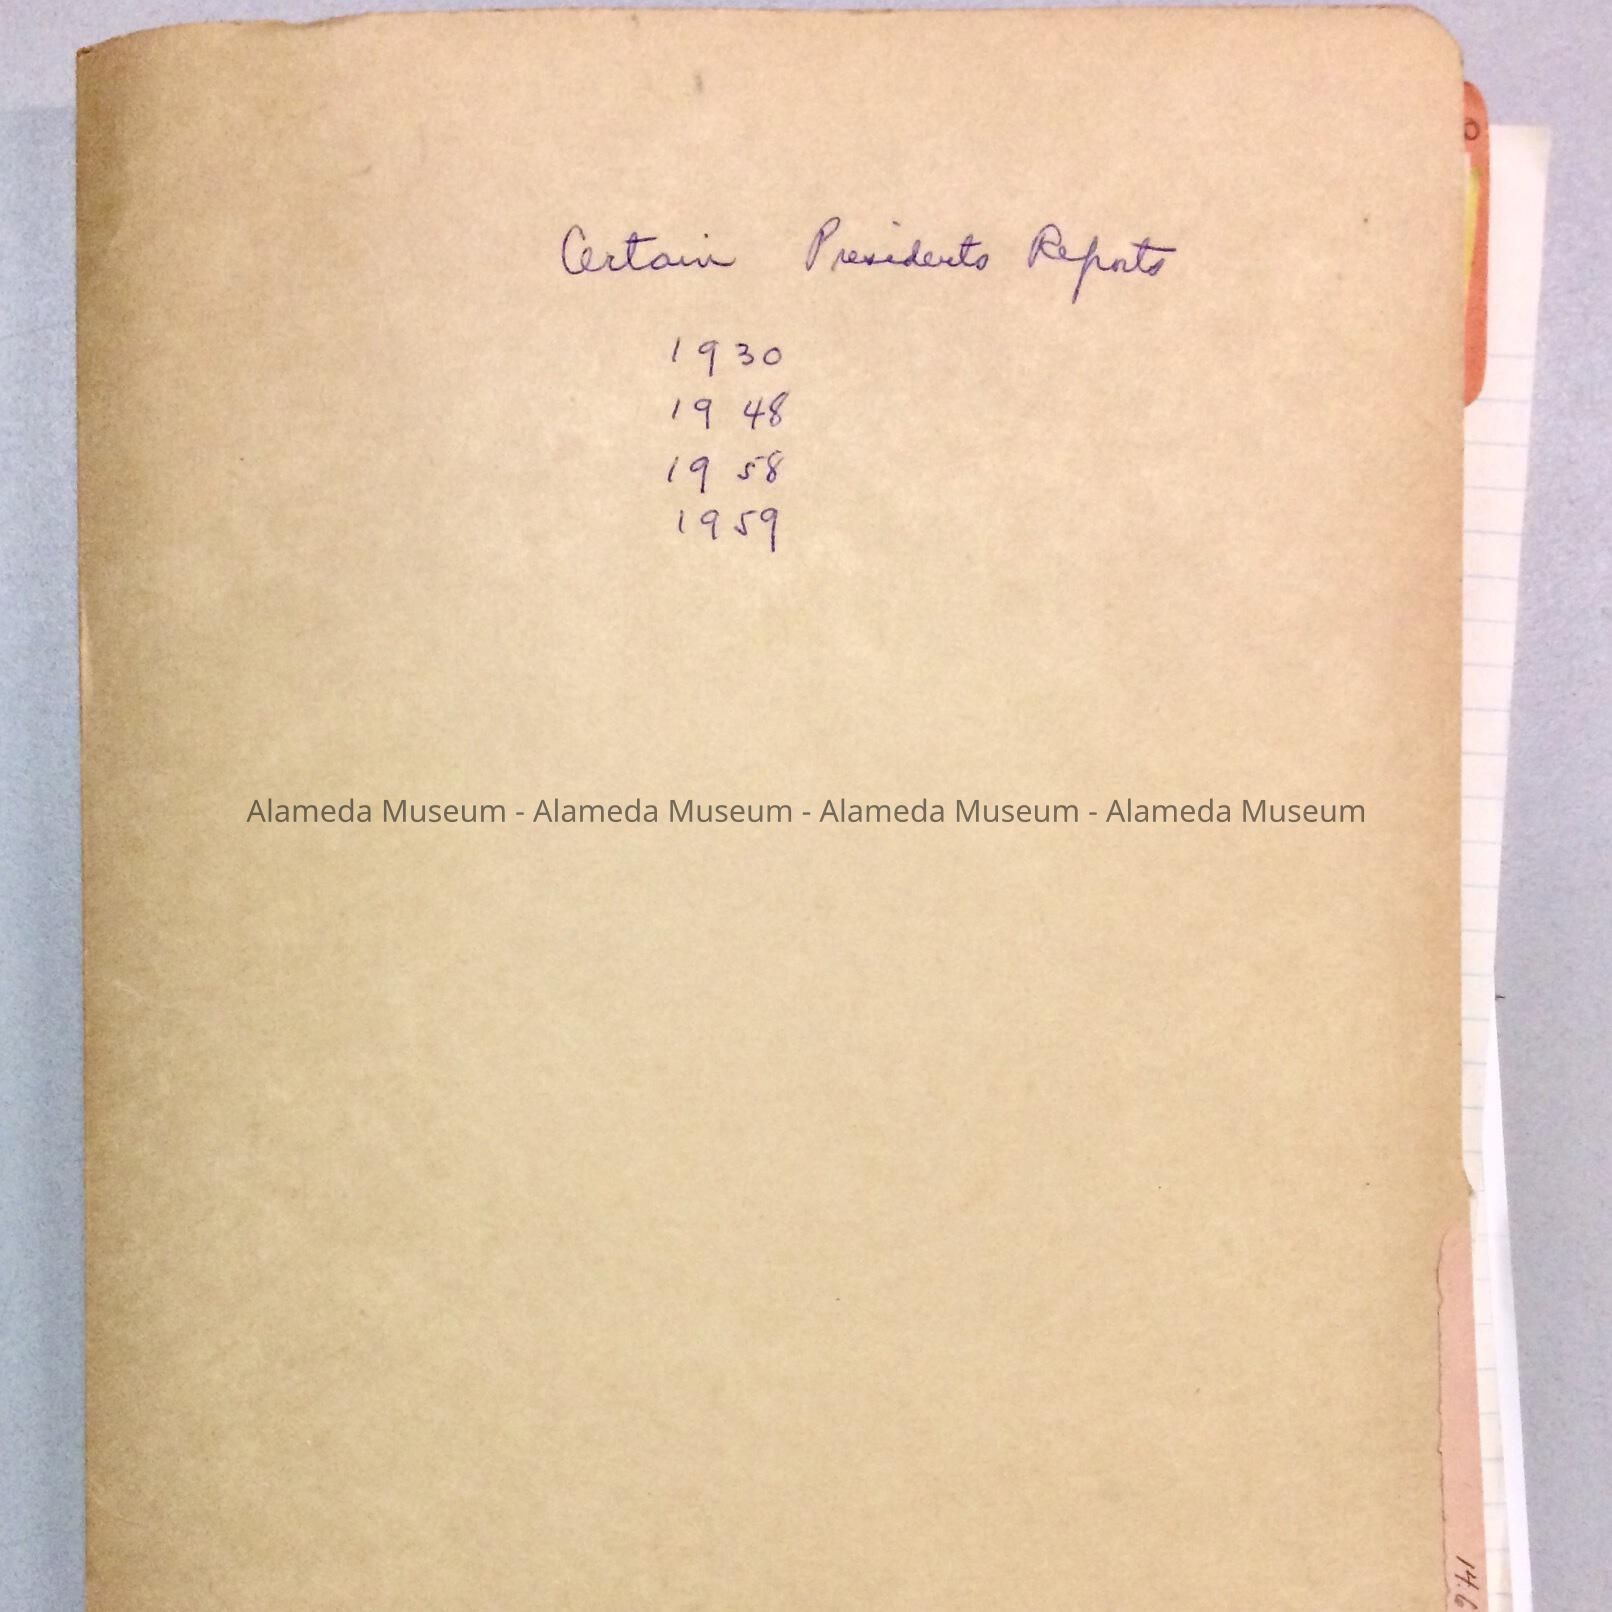 Certain Presidents Reports
1930
1948
1958
1959
Alameda Museum - Alameda Museum - Alameda Museum - Alameda Museum